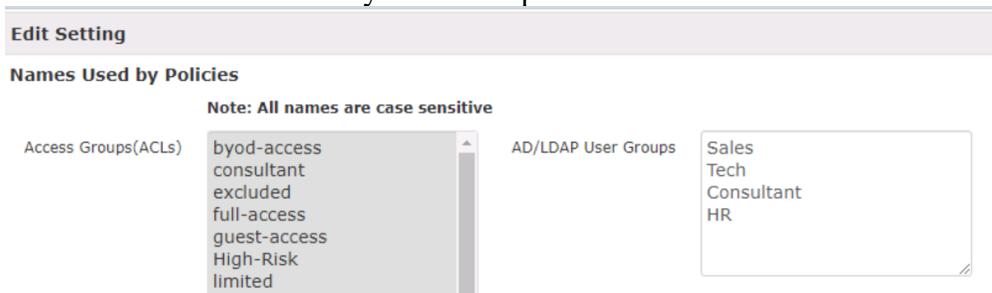 Edit Setting
Names Used by Policies
Note: All names are case sensitive
Access Groups(ACLs)
byod-access
consultant
excluded
full-access
guest-access
High-Risk
limited
AD/LDAP User Groups
Sales
Tech
Consultant
HR